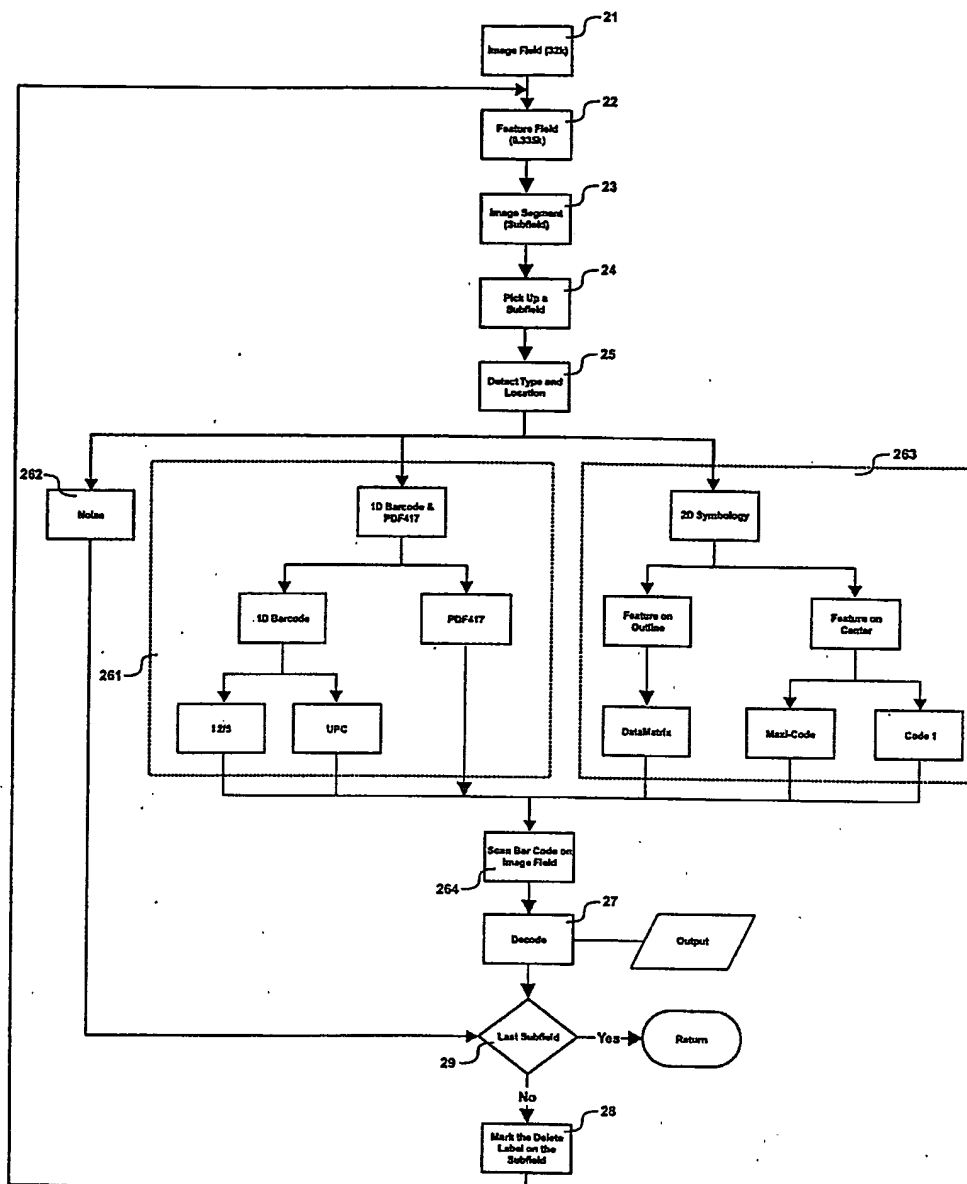 21
Image Field (32k)
22
Feature Field
(0.335k)
23
Image Segment
(Subfield)
24
Pick Up a
Subfield
25
Detect Type and
Location
262
Noise
263
1D Barcode &
PDF417
2D Symbology
1D Barcode
PDF417
Feature on
Outline
Feature on
Center
261
I 2/5
UPC
DataMatrix
Maxi-Code
Code 1
Scan Bar Code on
Image Field
264
27
Decode
Output
Last Subfield
Yes
Return
29
No
28
Mark the Delete
Label on the
Subfield